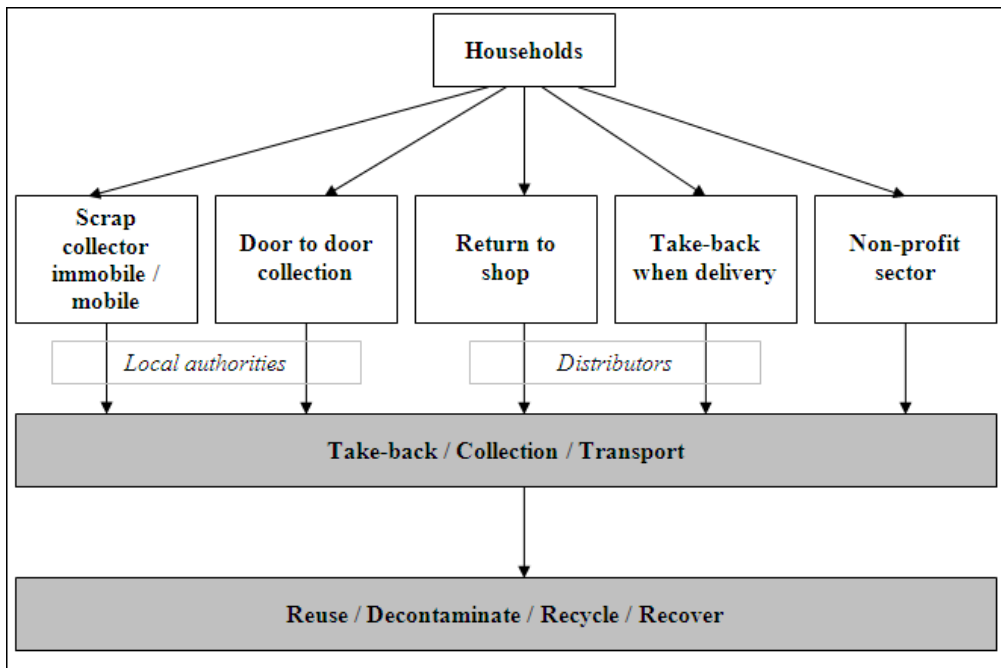 Households
Scrap
collector
immobile /
mobile
Door to door
collection
Return to
shop
Take-back
when delivery
Non-profit
sector
Local authorities
Distributors
Take-back / Collection / Transport
Reuse / Decontaminate / Recycle / Recover